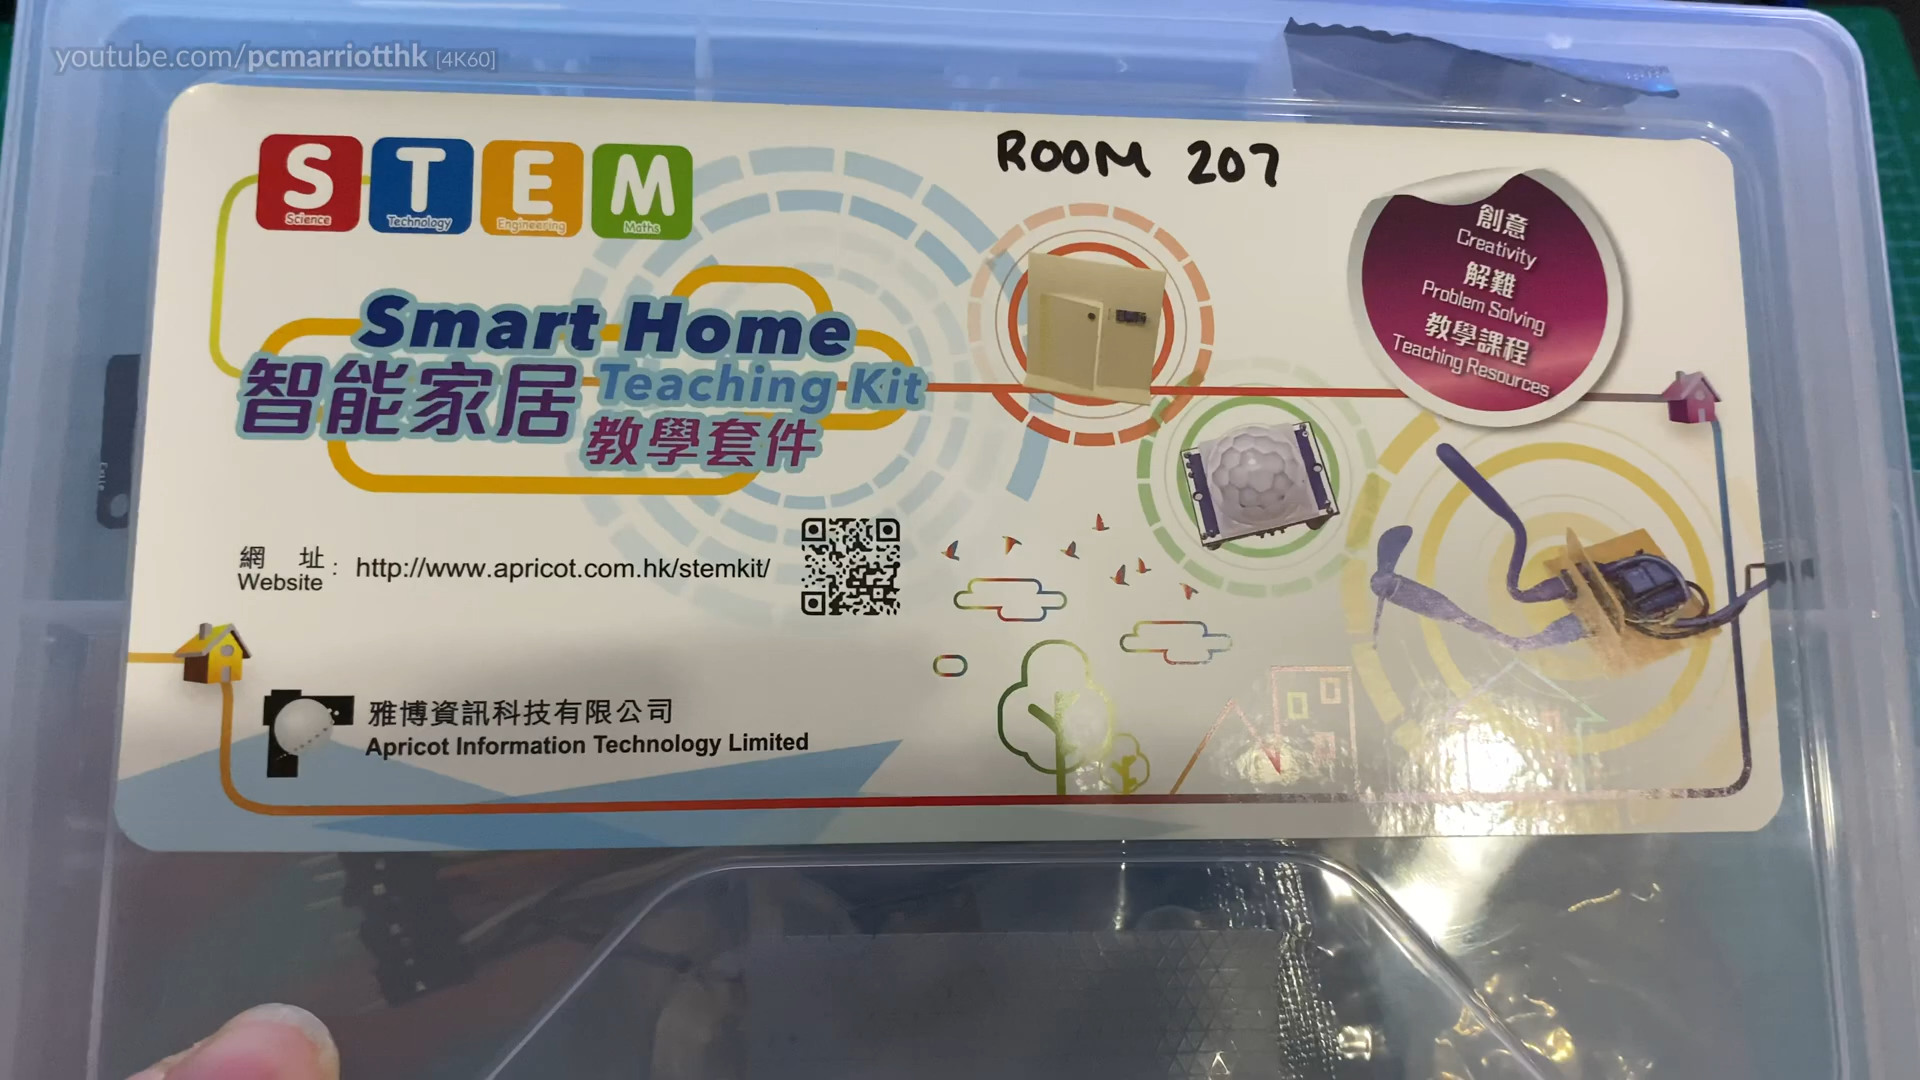 youtube.com/pcmarriotthk [4K60]
ROOM 207
STEM
Science Technology Engineering Maths
創意
Creativity
解難
Problem Solving
教學課程
Teaching Resources
Smart Home
智能家居 Teaching Kit
教學套件
網 址 :
Website
http://www.apricot.com.hk/stemkit/
雅博資訊科技有限公司
Apricot Information Technology Limited